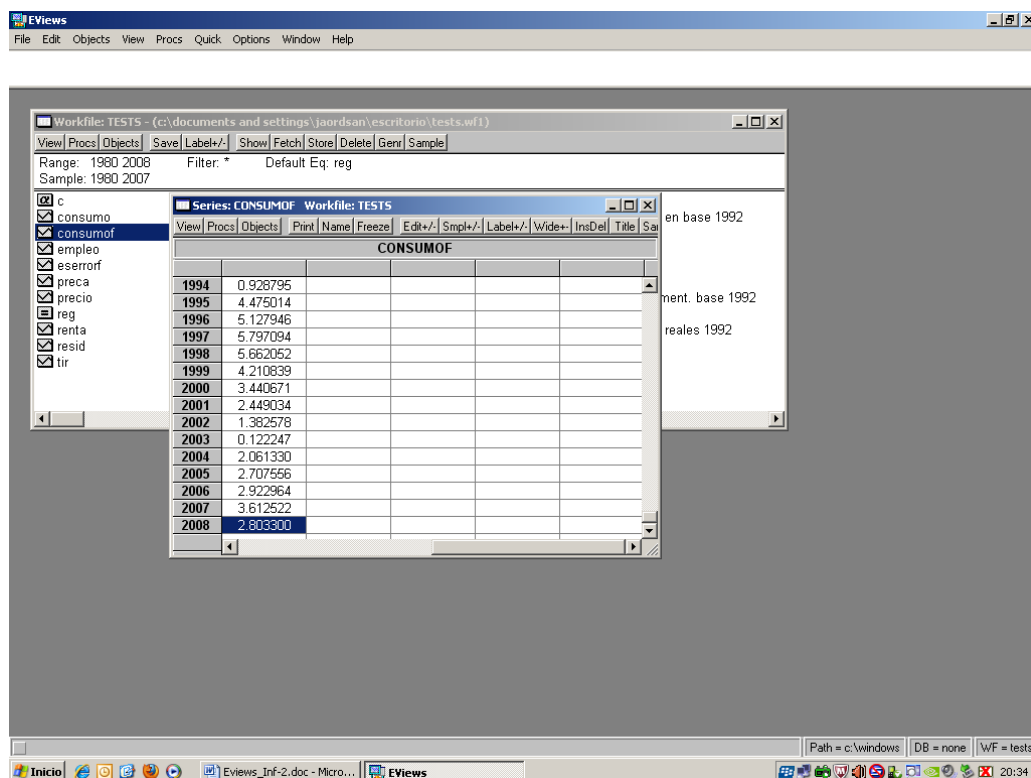 EViews
File Edit Objects View Procs Quick Options Window Help
Workfile: TESTS - (c:\documents and settings\jaordsan\escritorio\tests.wf1)
View Procs Objects Save Label+/- Show Fetch Store Delete Genr Sample
Range: 1980 2008 Filter: * Default Eq: reg
Sample: 1980 2007
c
consumo
consumof
empleo
eserrorf
preca
precio
reg
renta
resid
tir
en base 1992
ment. base 1992
reales 1992
Series: CONSUMOF Workfile: TESTS
View Procs Objects Print Name Freeze Edit+/- Smpl+/- Label+/- Wide+- InsDel Title Sa
CONSUMOF
1994 0.928795
1995 4.475014
1996 5.127946
1997 5.797094
1998 5.662052
1999 4.210839
2000 3.440671
2001 2.449034
2002 1.382578
2003 0.122247
2004 2.061330
2005 2.707556
2006 2.922964
2007 3.612522
2008 2.803300
Path = c:\windows DB = none WF = tests
Inicio Eviews_Inf-2.doc - Micro... EViews 20:34